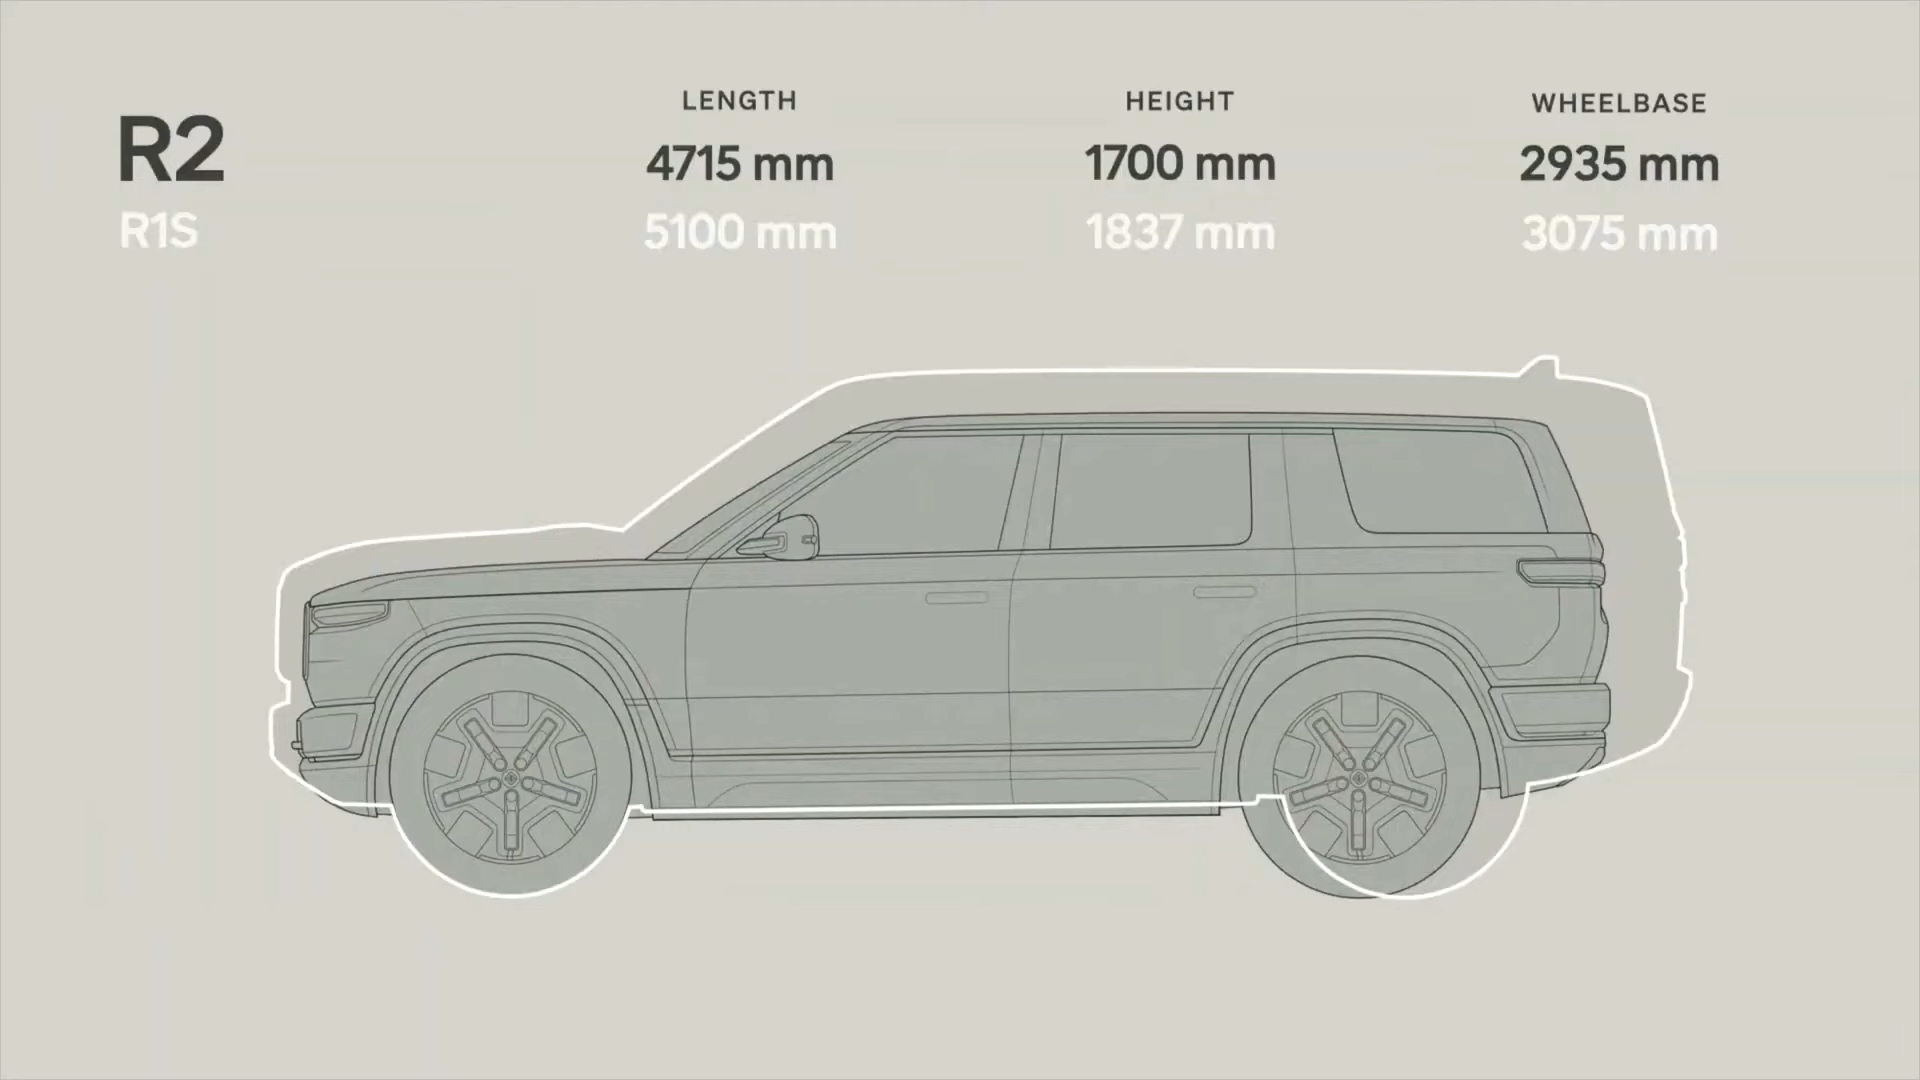 R2
R1S
LENGTH
4715 mm
5100 mm
HEIGHT
1700 mm
1837 mm
WHEELBASE
2935 mm
3075 mm